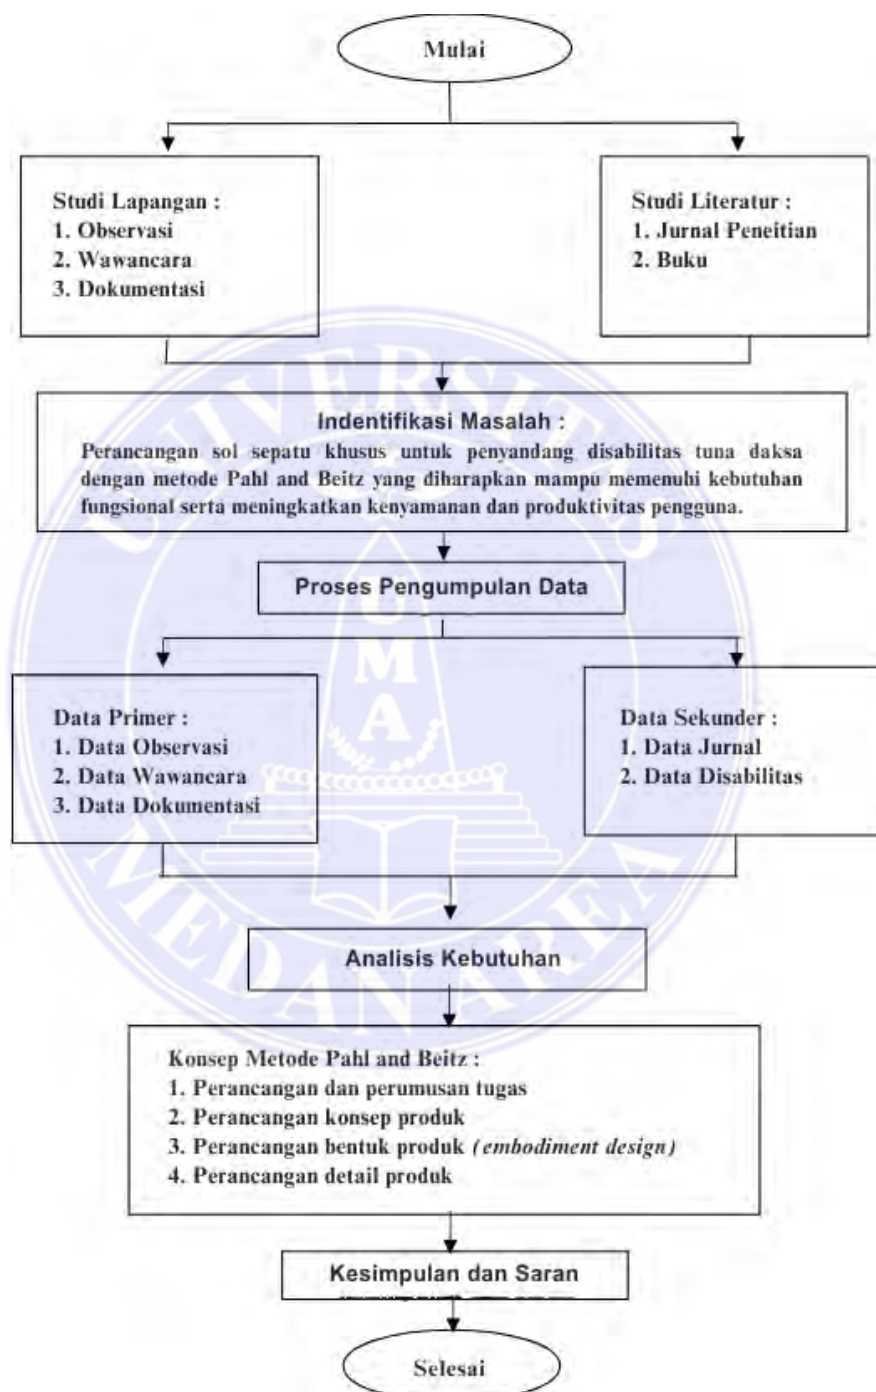 Mulai
Studi Lapangan :
1. Observasi
2. Wawancara
3. Dokumentasi
Studi Literatur :
1. Jurnal Peneitian
2. Buku
Indentifikasi Masalah :
Perancangan sol sepatu khusus untuk penyandang disabilitas tuna daksa
dengan metode Pahl and Beitz yang diharapkan mampu memenuhi kebutuhan
fungsional serta meningkatkan kenyamanan dan produktivitas pengguna.
Proses Pengumpulan Data
Data Primer :
1. Data Observasi
2. Data Wawancara
3. Data Dokumentasi
Data Sekunder :
1. Data Jurnal
2. Data Disabilitas
Analisis Kebutuhan
Konsep Metode Pahl and Beitz :
1. Perancangan dan perumusan tugas
2. Perancangan konsep produk
3. Perancangan bentuk produk (embodiment design)
4. Perancangan detail produk
Kesimpulan dan Saran
Selesai
UNIVERSITAS
MEDAN AREA
UMA